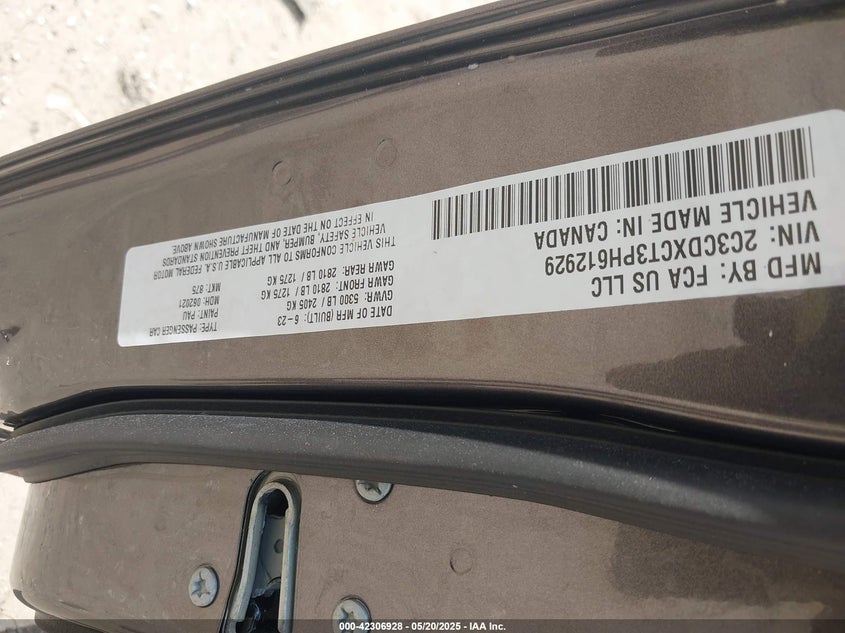 MFD BY: FCA US LLC
VIN: 2C3CDXCT3PH612929
VEHICLE MADE IN: CANADA
DATE OF MFR (BUILT): 6-23
GVWR: 5300 LB / 2405 KG
GAWR FRONT: 2810 LB / 1275 KG
GAWR REAR: 2810 LB / 1275 KG
TYPE: PASSENGER CAR
PAINT: PAU
MDH: 062021
MKT: 875
THIS VEHICLE CONFORMS TO ALL APPLICABLE U.S.A. FEDERAL MOTOR
VEHICLE SAFETY, BUMPER, AND THEFT PREVENTION STANDARDS
IN EFFECT ON THE DATE OF MANUFACTURE SHOWN ABOVE.
000-42306928 - 05/20/2025 - IAA Inc.